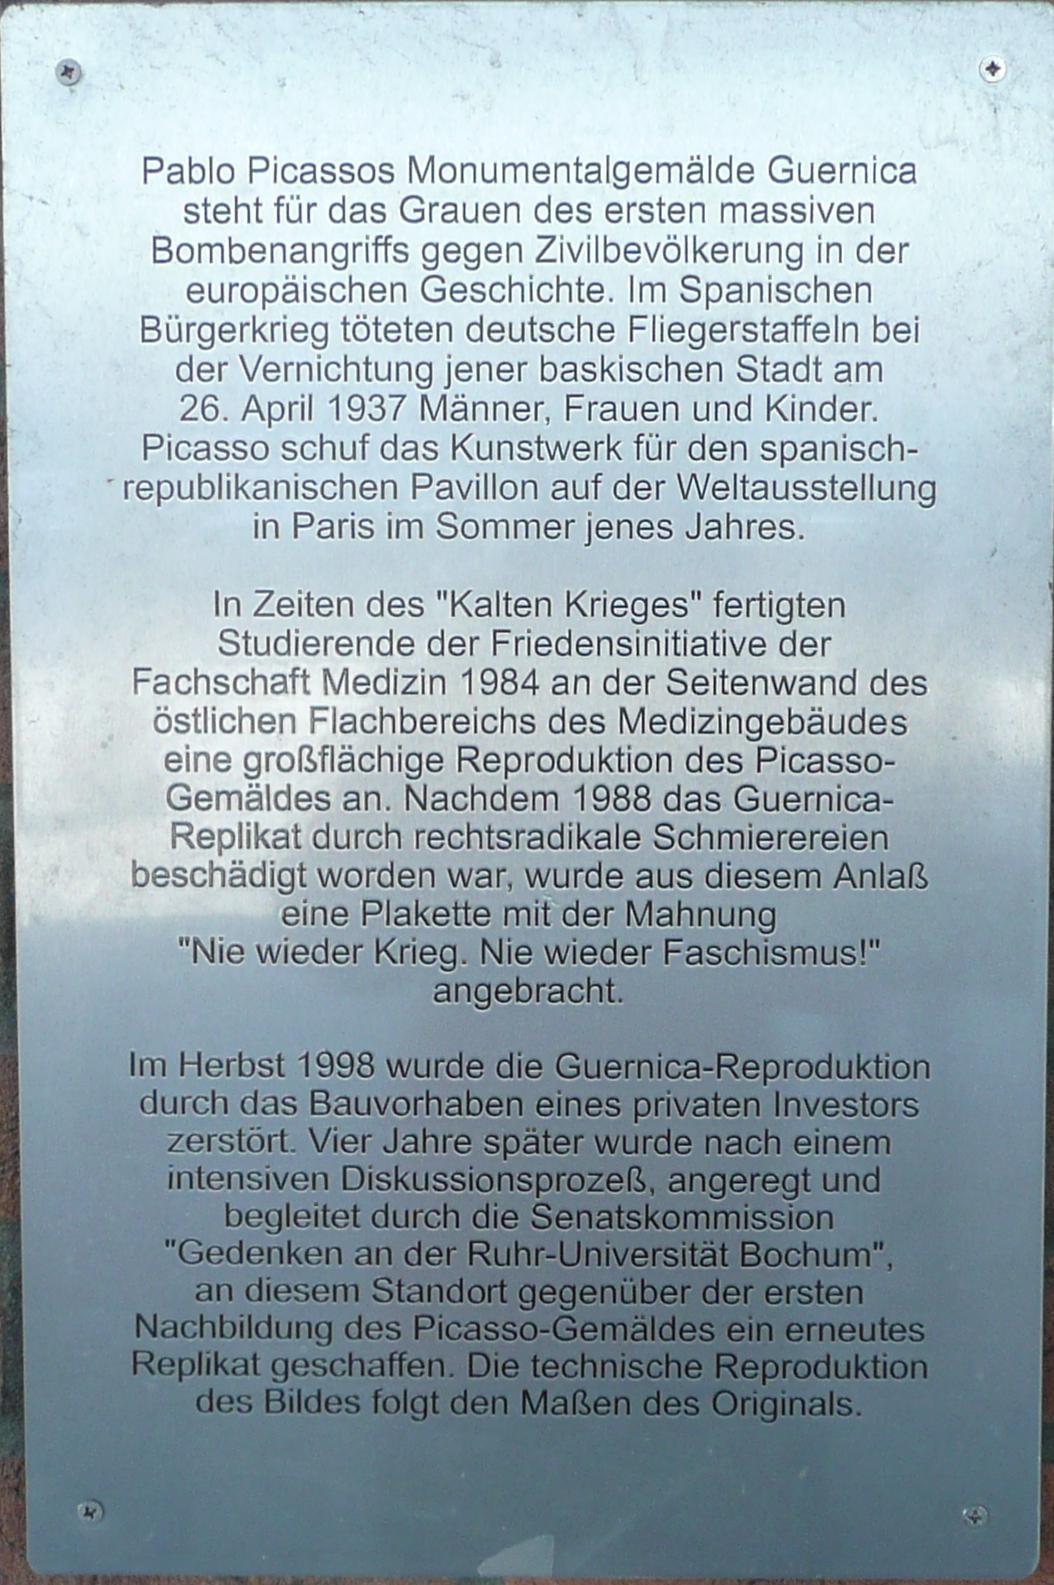 Pablo Picassos Monumentalgemälde Guernica
steht für das Grauen des ersten massiven
Bombenangriffs gegen Zivilbevölkerung in der
europäischen Geschichte. Im Spanischen
Bürgerkrieg töteten deutsche Fliegerstaffeln bei
der Vernichtung jener baskischen Stadt am
26. April 1937 Männer, Frauen und Kinder.
Picasso schuf das Kunstwerk für den spanisch-
republikanischen Pavillon auf der Weltausstellung
in Paris im Sommer jenes Jahres.
In Zeiten des "Kalten Krieges" fertigten
Studierende der Friedensinitiative der
Fachschaft Medizin 1984 an der Seitenwand des
östlichen Flachbereichs des Medizingebäudes
eine großflächige Reproduktion des Picasso-
Gemäldes an. Nachdem 1988 das Guernica-
Replikat durch rechtsradikale Schmierereien
beschädigt worden war, wurde aus diesem Anlaß
eine Plakette mit der Mahnung
"Nie wieder Krieg. Nie wieder Faschismus!"
angebracht.
Im Herbst 1998 wurde die Guernica-Reproduktion
durch das Bauvorhaben eines privaten Investors
zerstört. Vier Jahre später wurde nach einem
intensiven Diskussionsprozeß, angeregt und
begleitet durch die Senatskommission
"Gedenken an der Ruhr-Universität Bochum",
an diesem Standort gegenüber der ersten
Nachbildung des Picasso-Gemäldes ein erneutes
Replikat geschaffen. Die technische Reproduktion
des Bildes folgt den Maßen des Originals.